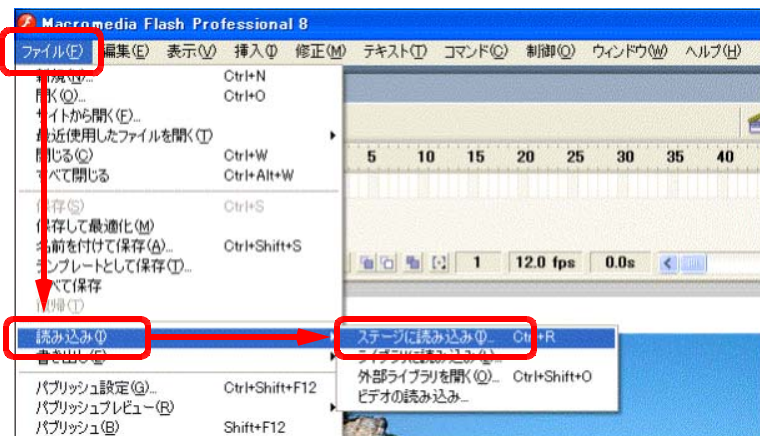 Macromedia Flash Professional 8
ファイル(F) 編集(E) 表示(V) 挿入(I) 修正(M) テキスト(T) コマンド(C) 制御(O) ウィンドウ(W) ヘルプ(H)
新規(N)... Ctrl+N
開く(O)... Ctrl+O
サイトから開く(F)...
最近使用したファイルを開く(T)
閉じる(C) Ctrl+W
すべて閉じる Ctrl+Alt+W
保存(S) Ctrl+S
保存して最適化(M)
名前を付けて保存(A)... Ctrl+Shift+S
テンプレートとして保存(T)...
すべて保存
復帰(T)
読み込み(I)
書き出し(E)
パブリッシュ設定(G)... Ctrl+Shift+F12
パブリッシュプレビュー(R)
パブリッシュ(B) Shift+F12
5 10 15 20 25 30 35 40
1 12.0 fps 0.0s
ステージに読み込み(I)... Ctrl+R
ライブラリに読み込み(L)...
外部ライブラリを開く(O)... Ctrl+Shift+O
ビデオの読み込み...